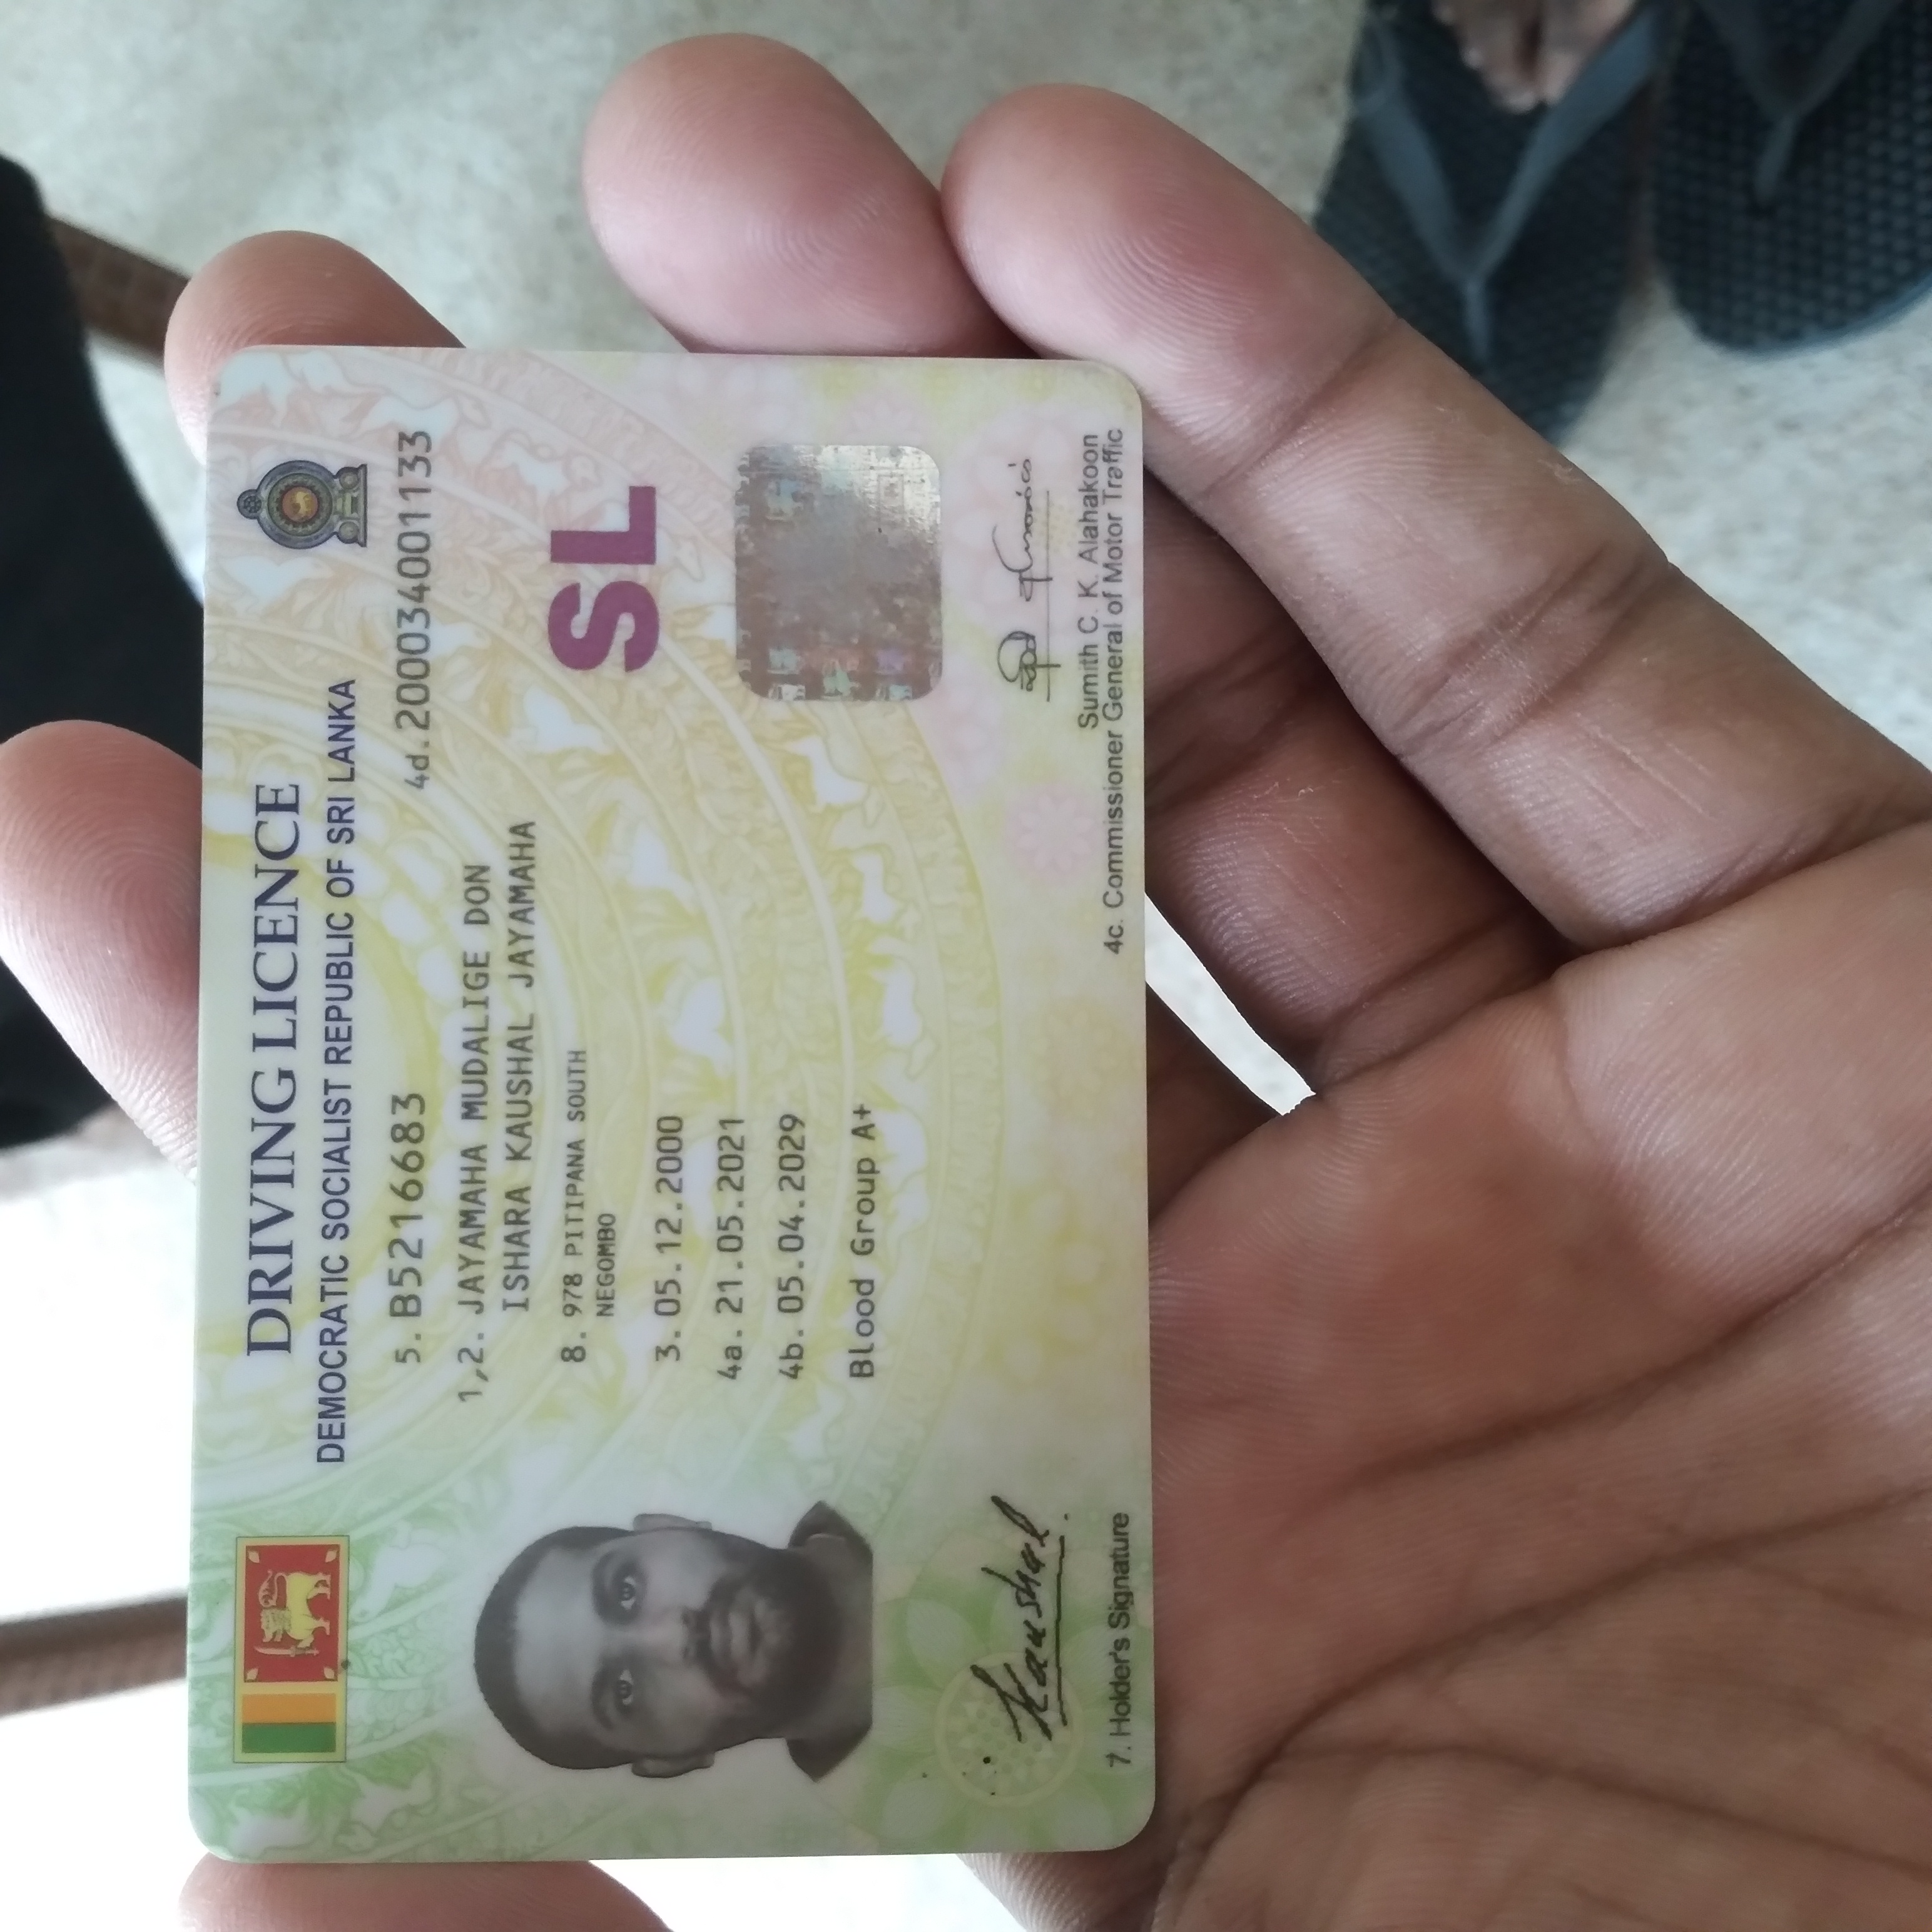 DRIVING LICENCE
DEMOCRATIC SOCIALIST REPUBLIC OF SRI LANKA
5. B5216683 4d. 200034001133
1,2. JAYAMAHA MUDALIGE DON
ISHARA KAUSHAL JAYAMAHA
8. 978 PITIPANA SOUTH
NEGOMBO
SL
3. 05.12.2000
4a. 21.05.2021
4b. 05.04.2029
Blood Group A+
Kaushal
7. Holder's Signature
Sumith C. K. Alahakoon
4c. Commissioner General of Motor Traffic